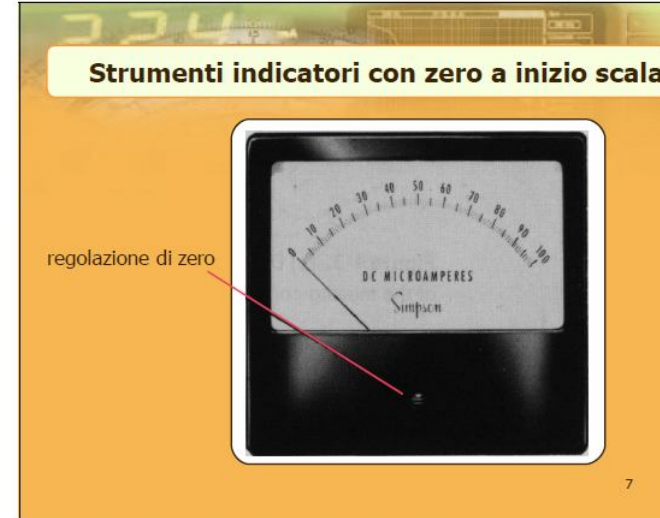 Strumenti indicatori con zero a inizio scala
0 10 20 30 40 50 60 70 80 90 100
DC MICROAMPERES
Simpson
regolazione di zero
7